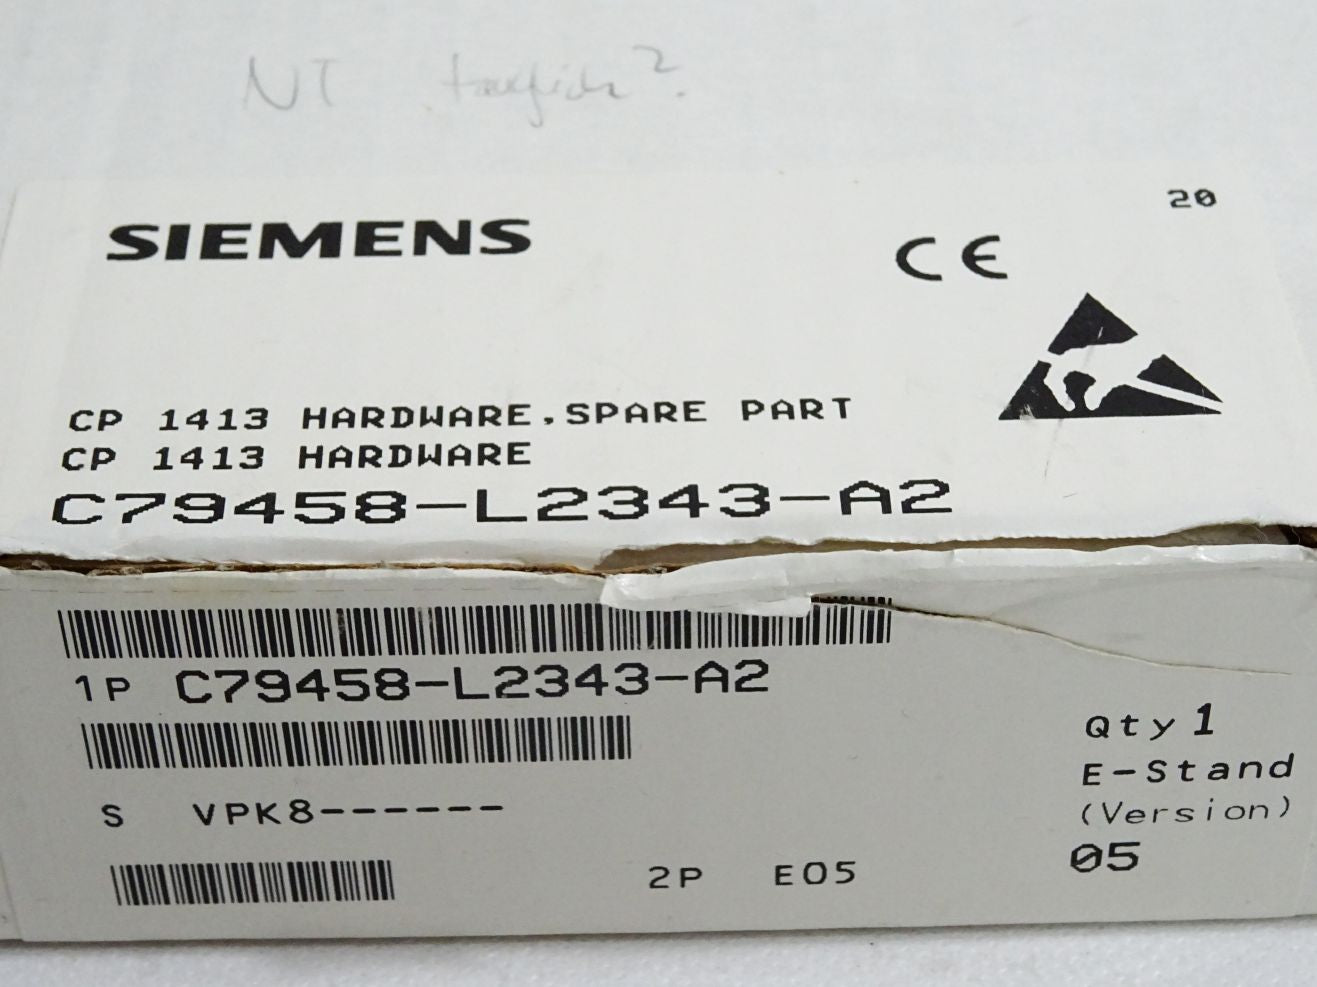 NT
20
SIEMENS
CE
CP 1413 HARDWARE,SPARE PART
CP 1413 HARDWARE
C79458-L2343-A2
1P C79458-L2343-A2
Qty 1
E-Stand
(Version)
S VPK8------
05
2P E05